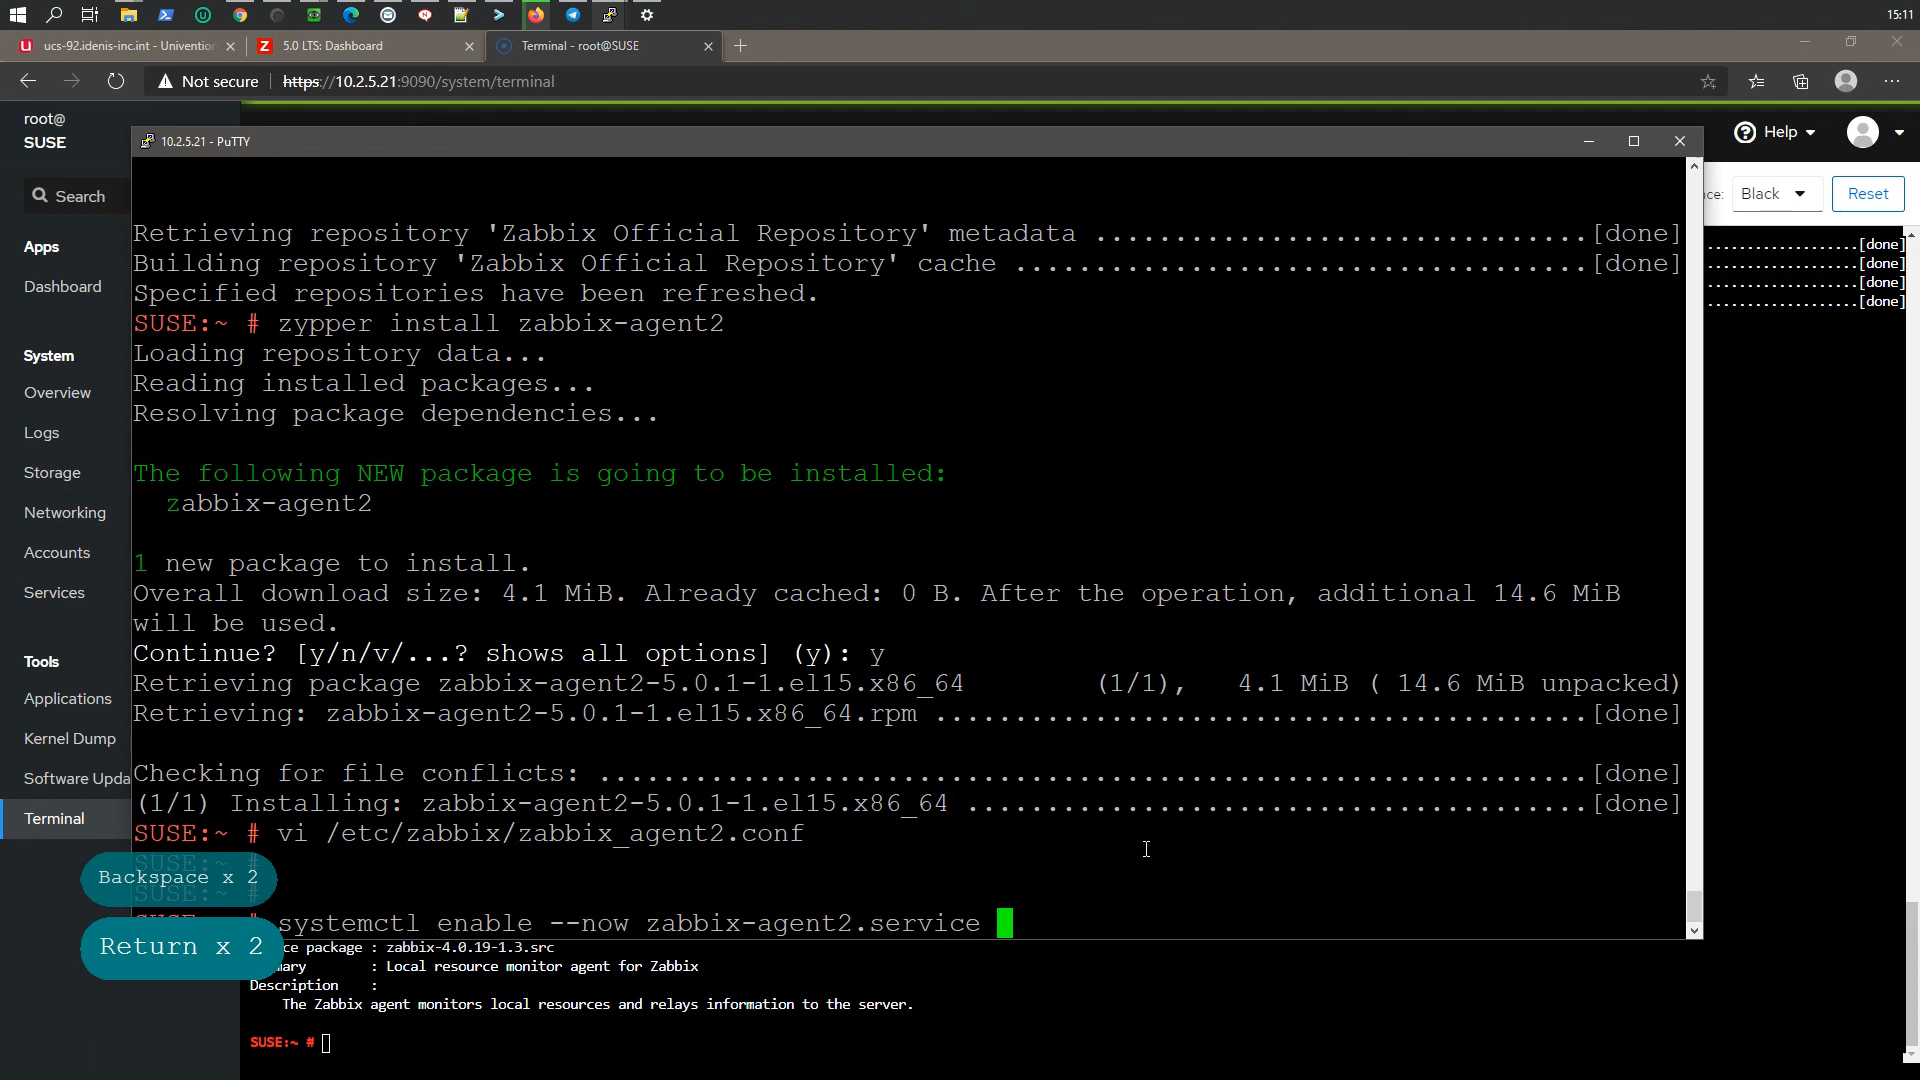 15:11
ucs-92.idenis-inc.int - Univention
5.0 LTS: Dashboard
Terminal - root@SUSE
Not secure
https://10.2.5.21:9090/system/terminal
root@
SUSE
10.2.5.21 - PuTTY
Help
Search
nce:
Black
Reset
Apps
Dashboard
System
Overview
Logs
Storage
Networking
Accounts
Services
Tools
Applications
Kernel Dump
Software Upda
Terminal
Retrieving repository 'Zabbix Official Repository' metadata ...............................[done]
Building repository 'Zabbix Official Repository' cache ....................................[done]
Specified repositories have been refreshed.
SUSE:~ # zypper install zabbix-agent2
Loading repository data...
Reading installed packages...
Resolving package dependencies...
The following NEW package is going to be installed:
zabbix-agent2
1 new package to install.
Overall download size: 4.1 MiB. Already cached: 0 B. After the operation, additional 14.6 MiB
will be used.
Continue? [y/n/v/...? shows all options] (y): y
Retrieving package zabbix-agent2-5.0.1-1.el15.x86_64 (1/1), 4.1 MiB ( 14.6 MiB unpacked)
Retrieving: zabbix-agent2-5.0.1-1.el15.x86_64.rpm .........................................[done]
Checking for file conflicts: ..............................................................[done]
(1/1) Installing: zabbix-agent2-5.0.1-1.el15.x86_64 .......................................[done]
SUSE:~ # vi /etc/zabbix/zabbix_agent2.conf
SUSE:~ #
SUSE:~ #
SUSE:~ # systemctl enable --now zabbix-agent2.service
Backspace x 2
Return x 2
...................[done]
...................[done]
...................[done]
...................[done]
ce package : zabbix-4.0.19-1.3.src
mary : Local resource monitor agent for Zabbix
Description :
The Zabbix agent monitors local resources and relays information to the server.
SUSE:~ #